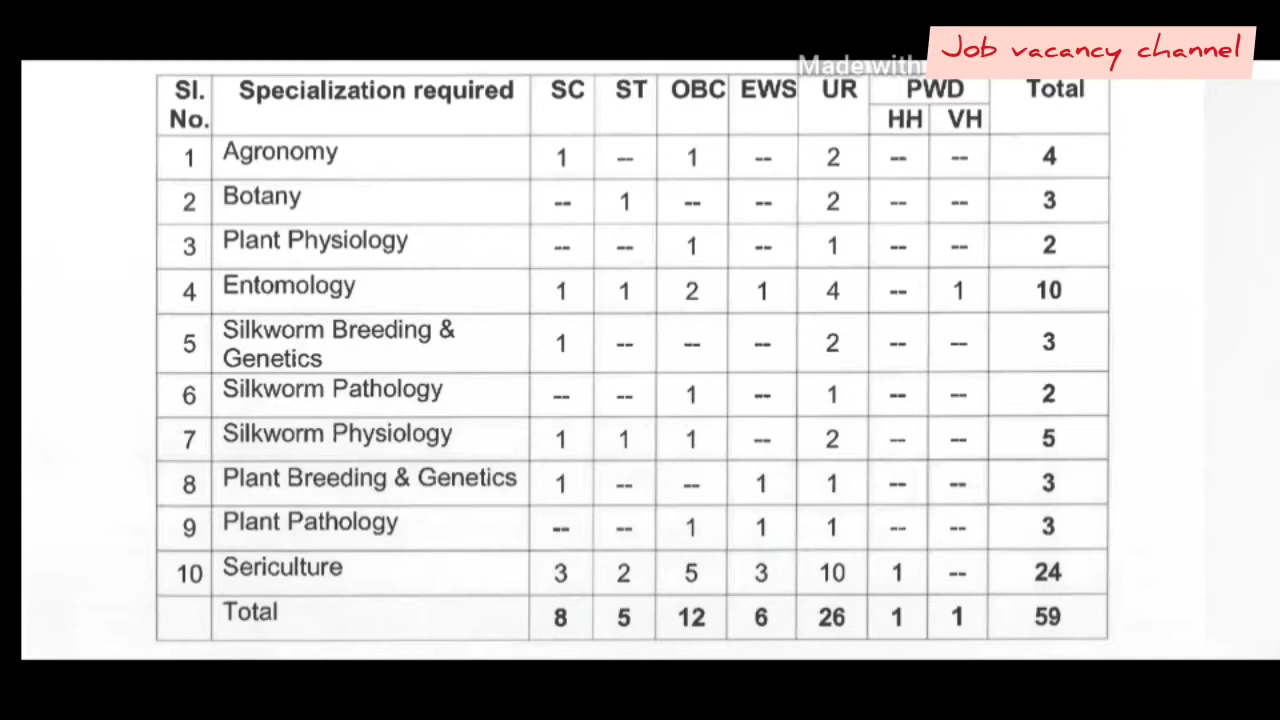 Made with
Job vacancy channel
Sl. No. Specialization required SC ST OBC EWS UR PWD Total
HH VH
1 Agronomy 1 -- 1 -- 2 -- -- 4
2 Botany -- 1 -- -- 2 -- -- 3
3 Plant Physiology -- -- 1 -- 1 -- -- 2
4 Entomology 1 1 2 1 4 -- 1 10
5 Silkworm Breeding & Genetics 1 -- -- -- 2 -- -- 3
6 Silkworm Pathology -- -- 1 -- 1 -- -- 2
7 Silkworm Physiology 1 1 1 -- 2 -- -- 5
8 Plant Breeding & Genetics 1 -- -- 1 1 -- -- 3
9 Plant Pathology -- -- 1 1 1 -- -- 3
10 Sericulture 3 2 5 3 10 1 -- 24
Total 8 5 12 6 26 1 1 59